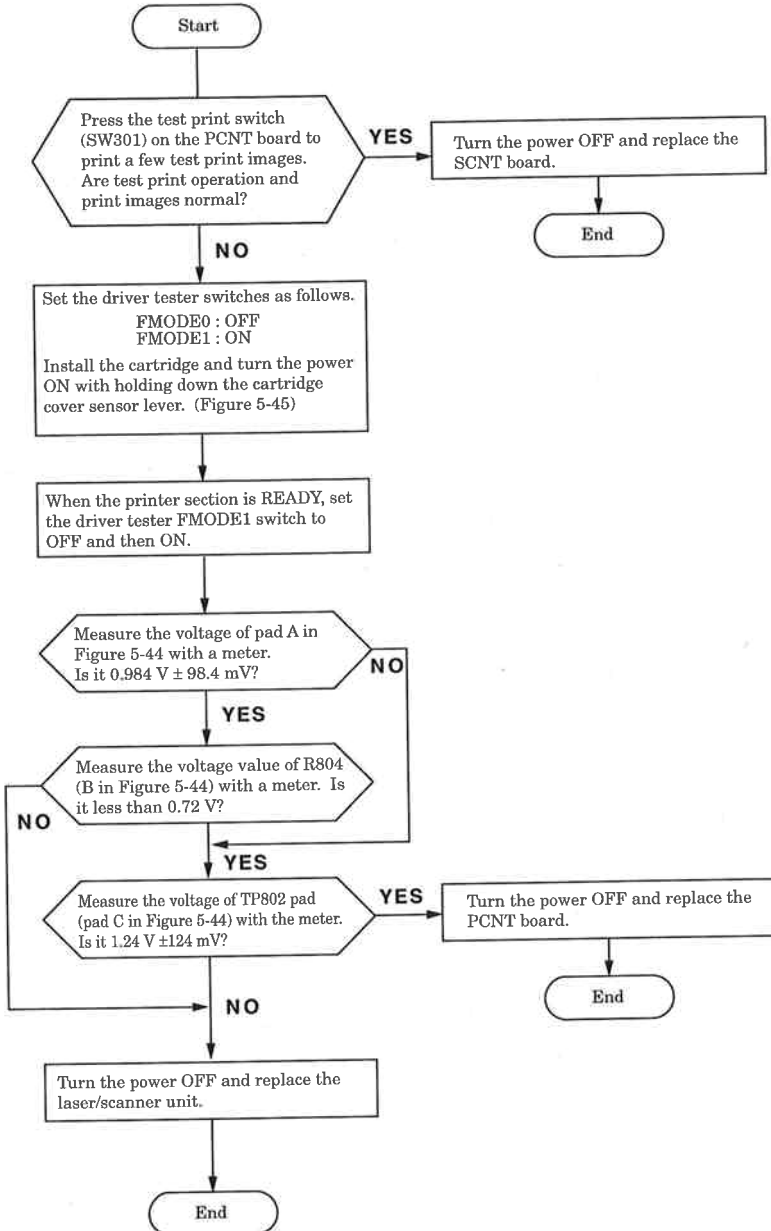 Start
Press the test print switch
(SW301) on the PCNT board to
print a few test print images.
Are test print operation and
print images normal?
YES
Turn the power OFF and replace the
SCNT board.
End
NO
Set the driver tester switches as follows.
FMODE0 : OFF
FMODE1 : ON
Install the cartridge and turn the power
ON with holding down the cartridge
cover sensor lever. (Figure 5-45)
When the printer section is READY, set
the driver tester FMODE1 switch to
OFF and then ON.
Measure the voltage of pad A in
Figure 5-44 with a meter.
Is it 0.984 V ± 98.4 mV?
NO
YES
Measure the voltage value of R804
(B in Figure 5-44) with a meter. Is
it less than 0.72 V?
NO
YES
Measure the voltage of TP802 pad
(pad C in Figure 5-44) with the meter.
Is it 1.24 V ±124 mV?
YES
Turn the power OFF and replace the
PCNT board.
End
NO
Turn the power OFF and replace the
laser/scanner unit.
End